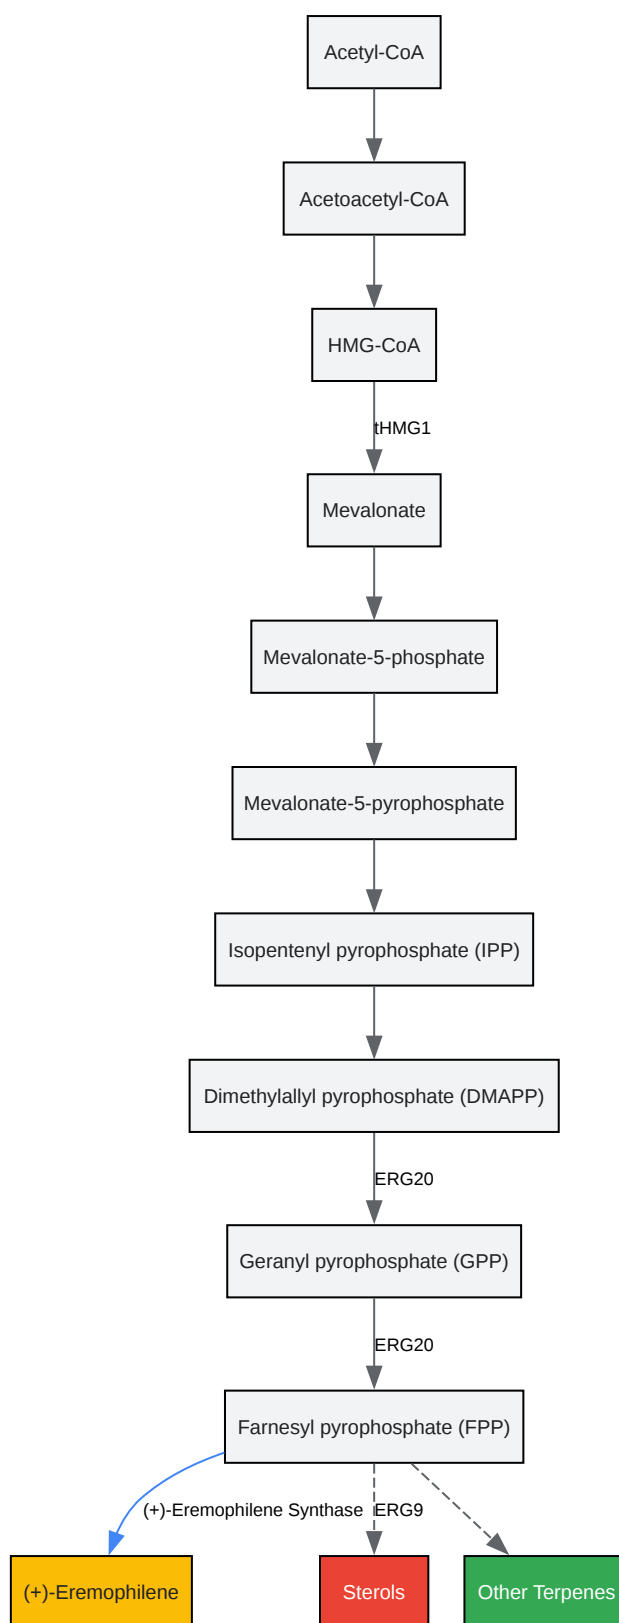 Acetyl-CoA
Acetoacetyl-CoA
HMG-CoA
tHMG1
Mevalonate
Mevalonate-5-phosphate
Mevalonate-5-pyrophosphate
Isopentenyl pyrophosphate (IPP)
Dimethylallyl pyrophosphate (DMAPP)
ERG20
Geranyl pyrophosphate (GPP)
ERG20
Farnesyl pyrophosphate (FPP)
(+)-Eremophilene Synthase ERG9
(+)-Eremophilene Sterols Other Terpenes